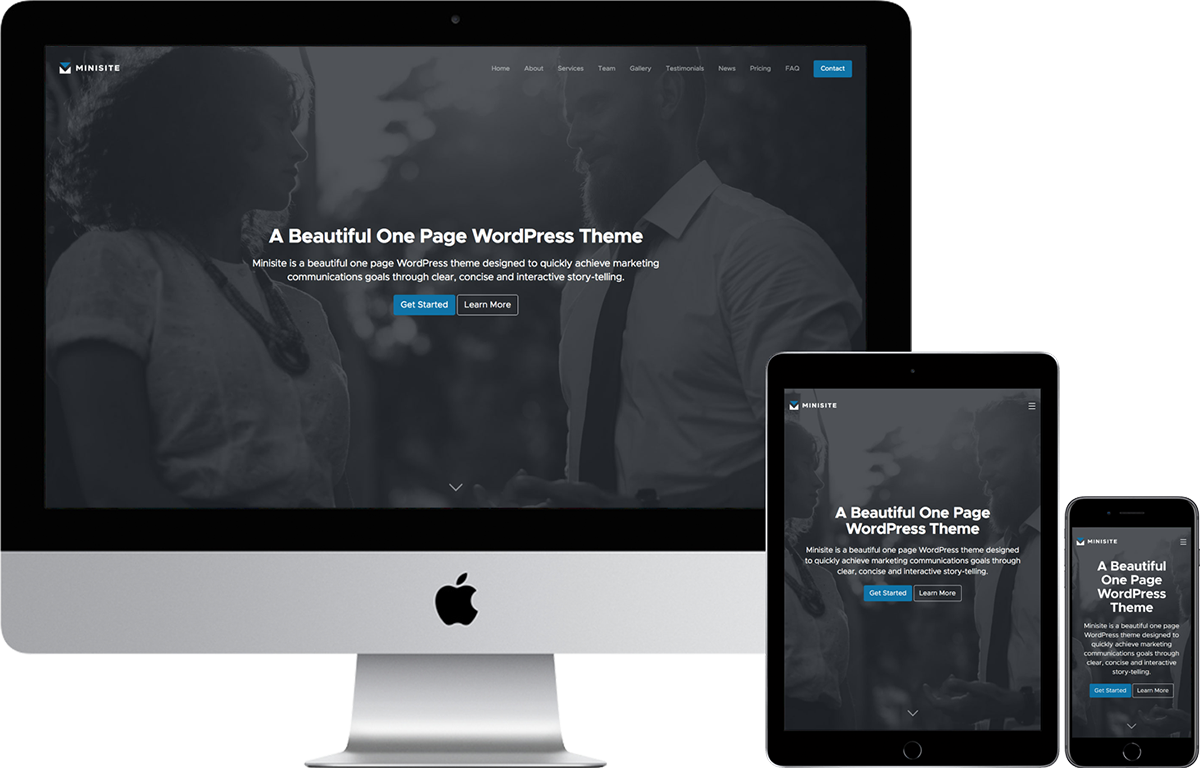 MINISITE
Home About Services Team Gallery Testimonials News Pricing FAQ Contact
A Beautiful One Page WordPress Theme
Minisite is a beautiful one page WordPress theme designed to quickly achieve marketing
communications goals through clear, concise and interactive story-telling.
Get Started Learn More
MINISITE
A Beautiful One Page
WordPress Theme
Minisite is a beautiful one page WordPress theme designed
to quickly achieve marketing communications goals through
clear, concise and interactive story-telling.
Get Started Learn More
MINISITE
A Beautiful
One Page
WordPress
Theme
Minisite is a beautiful one page
WordPress theme designed to
quickly achieve marketing
communications goals through
clear, concise and interactive
story-telling.
Get Started Learn More